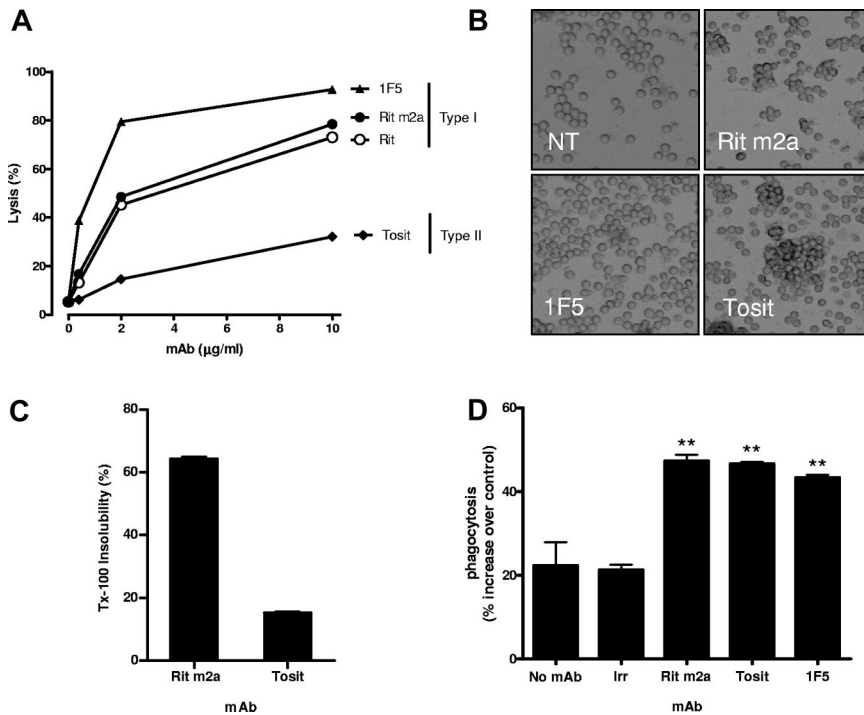 A
100
80
60
40
20
0
Lysis (%)
0 2 4 6 8 10
mAb (μg/ml)
1F5
Rit m2a
Rit
Type I
Tosit
Type II
B
NT
Rit m2a
1F5
Tosit
C
80
60
40
20
0
Tx-100 Insolubility (%)
Rit m2a Tosit
mAb
D
60
40
20
0
phagocytosis
(% increase over control)
** ** **
No mAb Irr Rit m2a Tosit 1F5
mAb